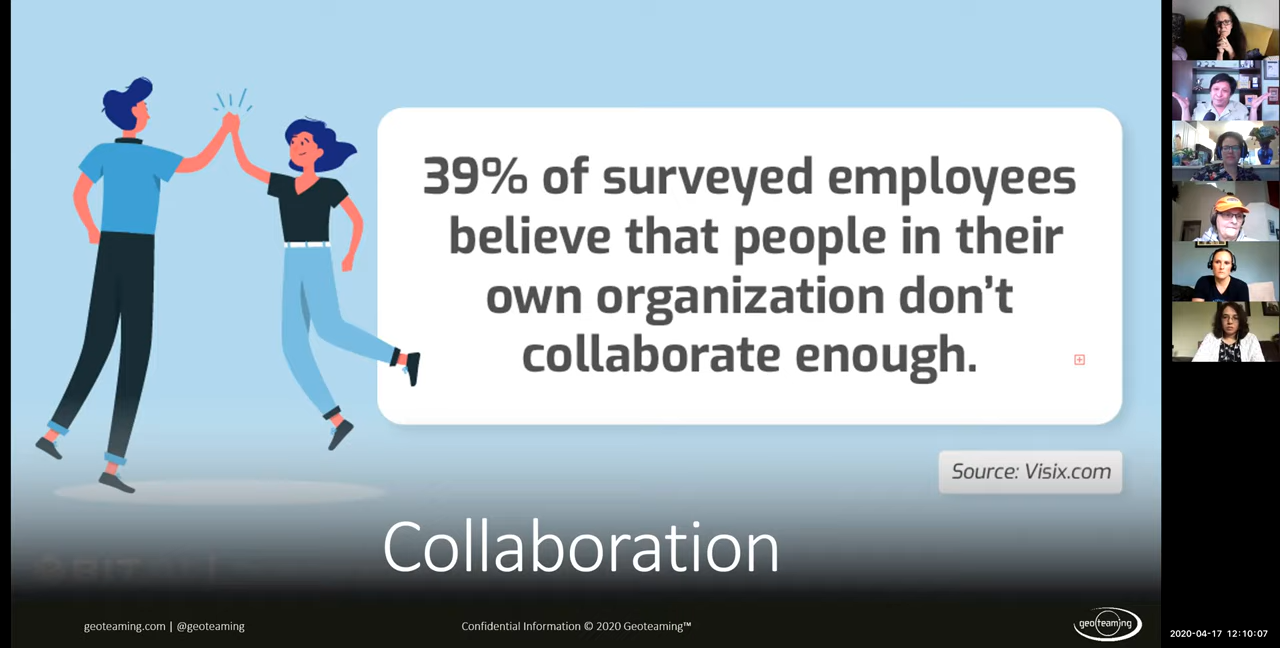 39% of surveyed employees
believe that people in their
own organization don't
collaborate enough.
Source: Visix.com
Collaboration
geoteaming.com | @geoteaming
Confidential Information © 2020 Geoteaming™
geoteaming
2020-04-17 12:10:07